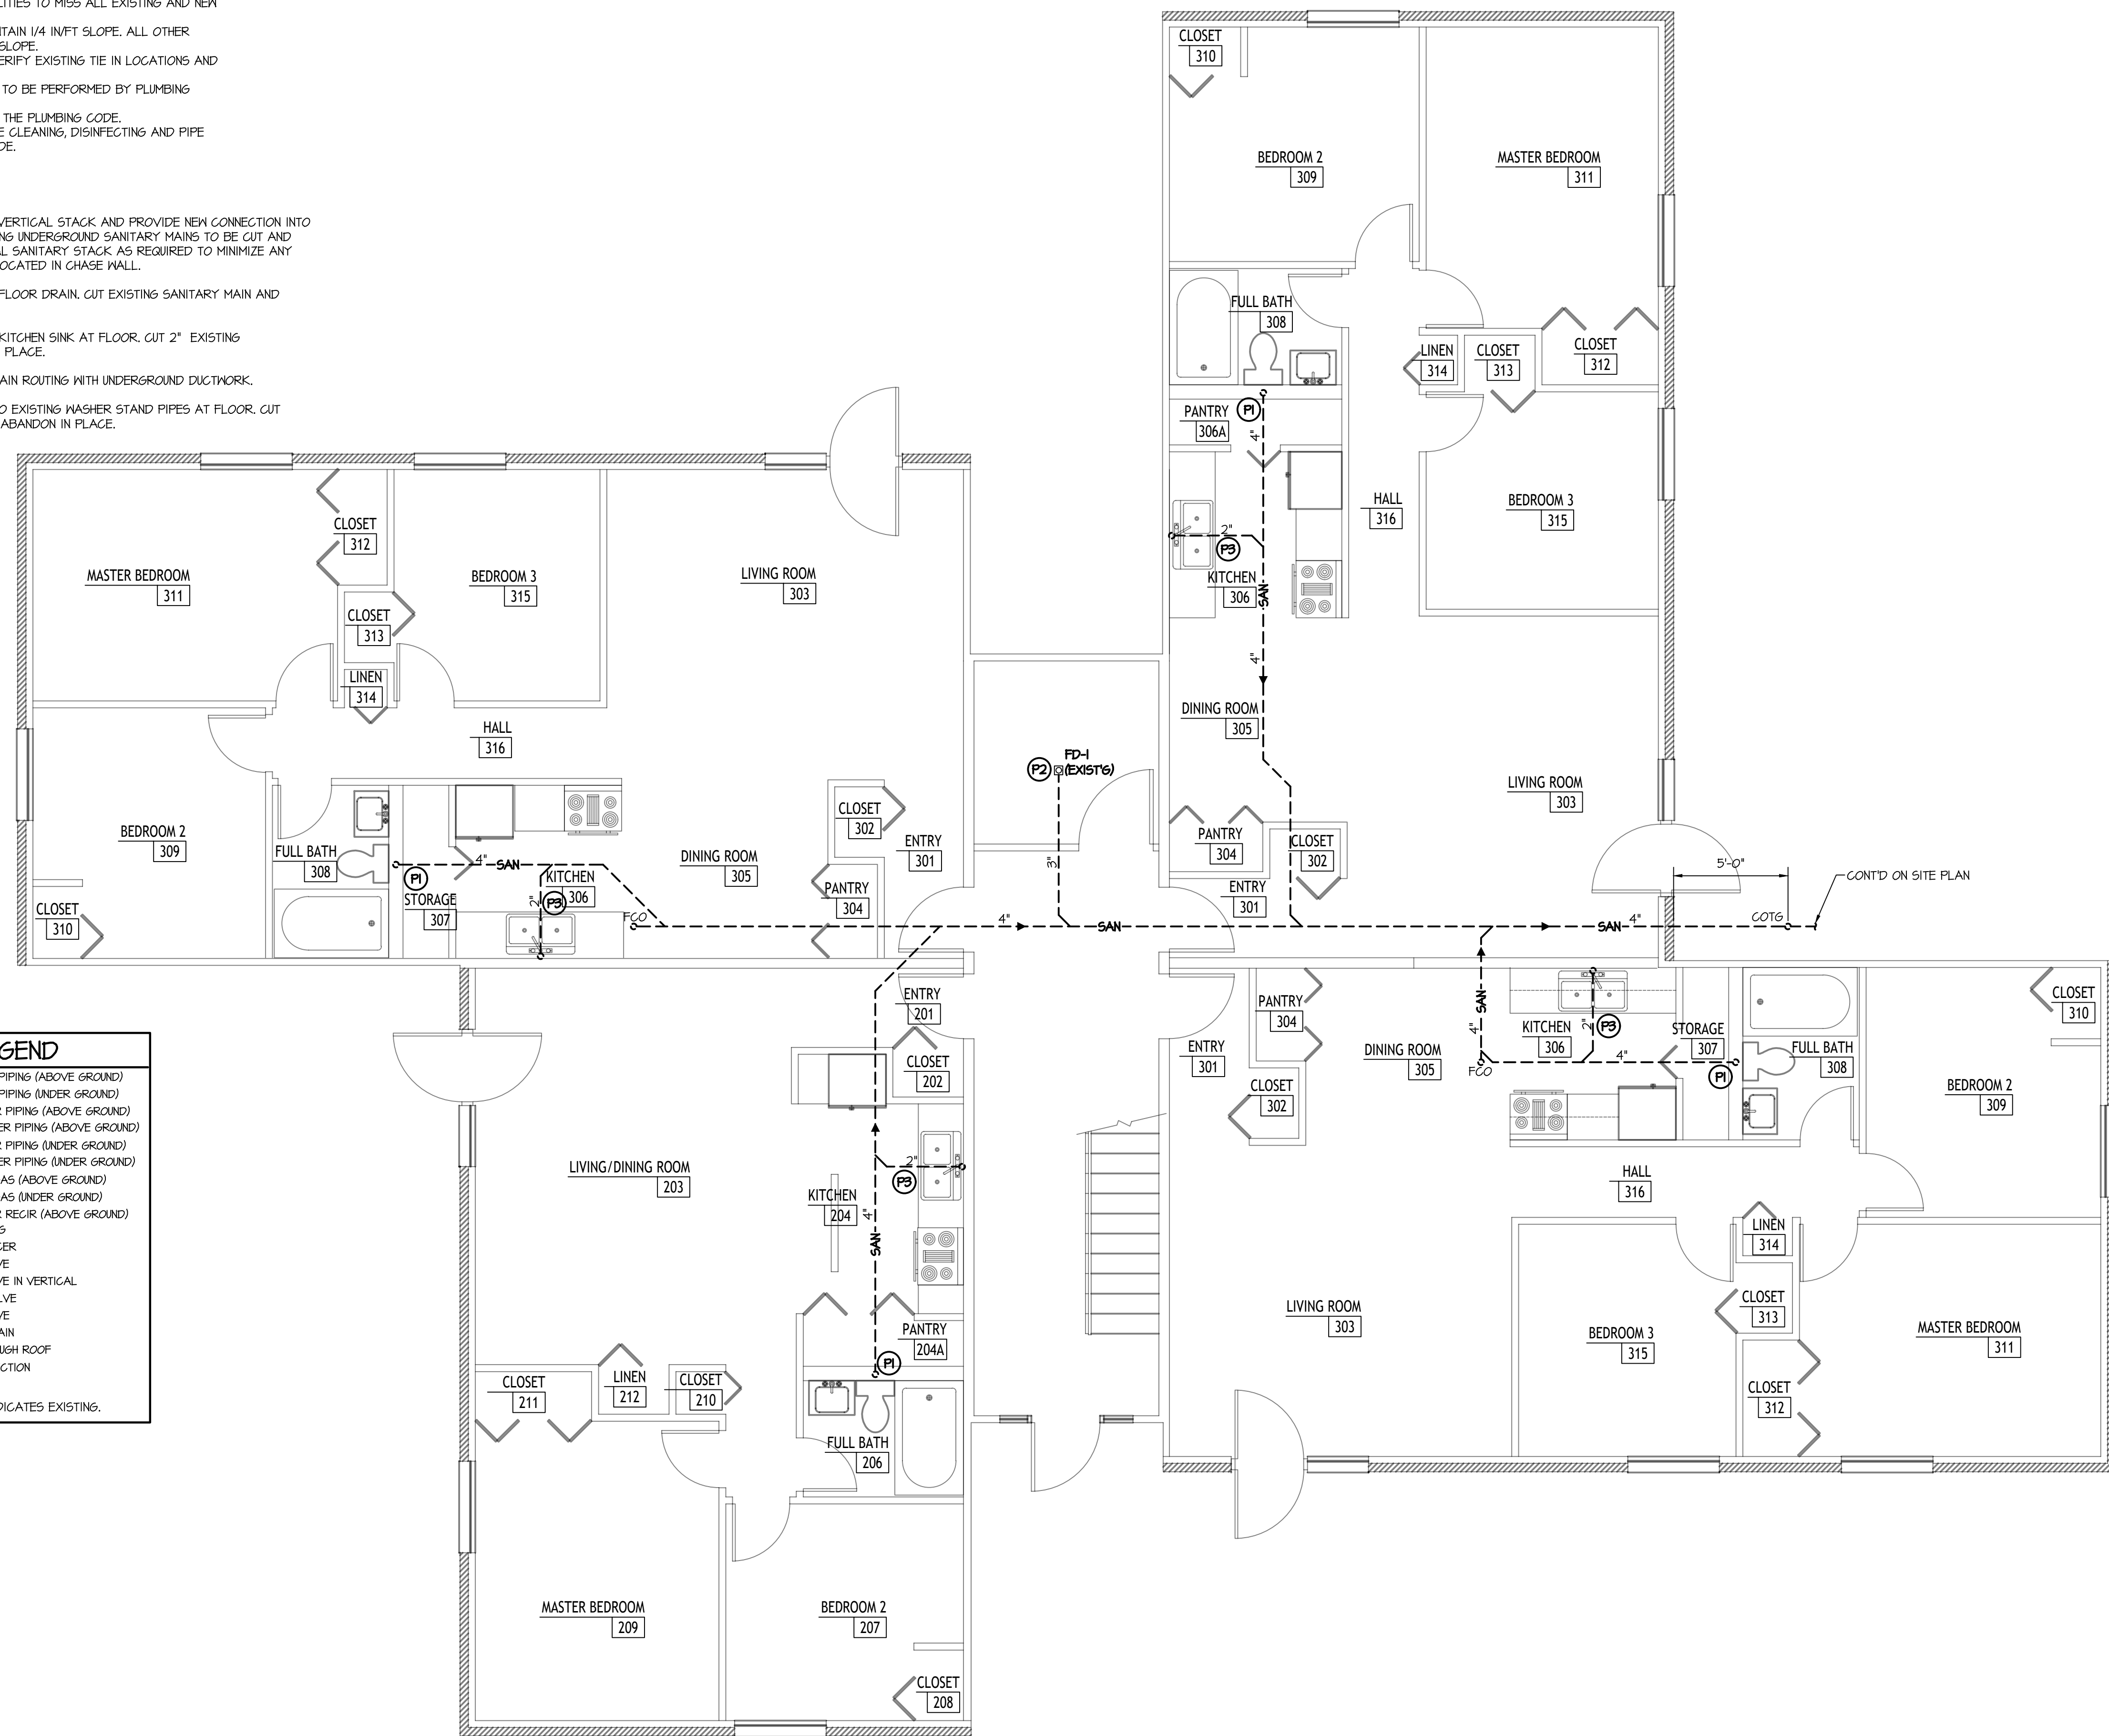 LITIES TO MISS ALL EXISTING AND NEW
NTAIN 1/4 IN/FT SLOPE. ALL OTHER
SLOPE.
ERIFY EXISTING TIE IN LOCATIONS AND
TO BE PERFORMED BY PLUMBING
THE PLUMBING CODE.
E CLEANING, DISINFECTING AND PIPE
DE.
VERTICAL STACK AND PROVIDE NEW CONNECTION INTO
NG UNDERGROUND SANITARY MAINS TO BE CUT AND
AL SANITARY STACK AS REQUIRED TO MINIMIZE ANY
OCATED IN CHASE WALL.
FLOOR DRAIN. CUT EXISTING SANITARY MAIN AND
KITCHEN SINK AT FLOOR. CUT 2" EXISTING
PLACE.
AIN ROUTING WITH UNDERGROUND DUCTWORK.
O EXISTING WASHER STAND PIPES AT FLOOR. CUT
ABANDON IN PLACE.
CLOSET
310
BEDROOM 2
309
MASTER BEDROOM
311
FULL BATH
308
LINEN
314
CLOSET
313
CLOSET
312
PANTRY
306A
P1
4"
HALL
316
BEDROOM 3
315
2"
P3
KITCHEN
306
SAN
4"
DINING ROOM
305
LIVING ROOM
303
PANTRY
304
CLOSET
302
ENTRY
301
5'-0"
CONT'D ON SITE PLAN
4"
SAN
4"
SAN
COTG
CLOSET
312
MASTER BEDROOM
311
BEDROOM 3
315
LIVING ROOM
303
CLOSET
313
LINEN
314
HALL
316
FD-1
P2
(EXIST'G)
3"
BEDROOM 2
309
FULL BATH
308
4"
SAN
P1
STORAGE
307
KITCHEN
306
2"
P3
FCO
DINING ROOM
305
CLOSET
302
ENTRY
301
PANTRY
304
CLOSET
310
ENTRY
201
CLOSET
202
LIVING/DINING ROOM
203
2"
P3
KITCHEN
204
4"
SAN
PANTRY
204A
P1
CLOSET
211
LINEN
212
CLOSET
210
FULL BATH
206
MASTER BEDROOM
209
BEDROOM 2
207
CLOSET
208
PANTRY
304
ENTRY
301
CLOSET
302
DINING ROOM
305
SAN
4"
FCO
KITCHEN
306
2"
P3
4"
STORAGE
307
P1
FULL BATH
308
CLOSET
310
BEDROOM 2
309
HALL
316
LINEN
314
CLOSET
313
LIVING ROOM
303
BEDROOM 3
315
MASTER BEDROOM
311
CLOSET
312
GEND
PIPING (ABOVE GROUND)
PIPING (UNDER GROUND)
R PIPING (ABOVE GROUND)
ER PIPING (ABOVE GROUND)
R PIPING (UNDER GROUND)
ER PIPING (UNDER GROUND)
AS (ABOVE GROUND)
AS (UNDER GROUND)
R RECIR (ABOVE GROUND)
G
CER
VE
VE IN VERTICAL
LVE
VE
AIN
UGH ROOF
CTION
DICATES EXISTING.